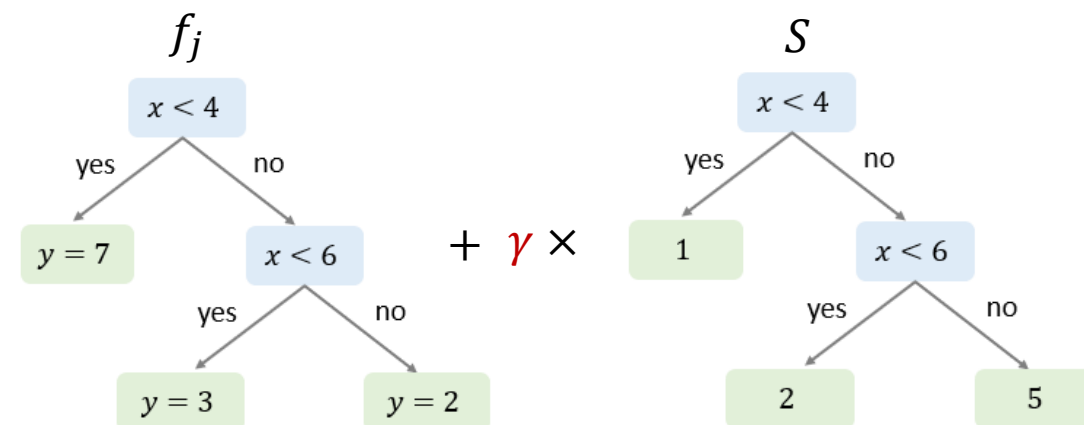 f_j S
x < 4 x < 4
yes no yes no
y = 7 x < 6 + γ × 1 x < 6
yes no yes no
y = 3 y = 2 2 5